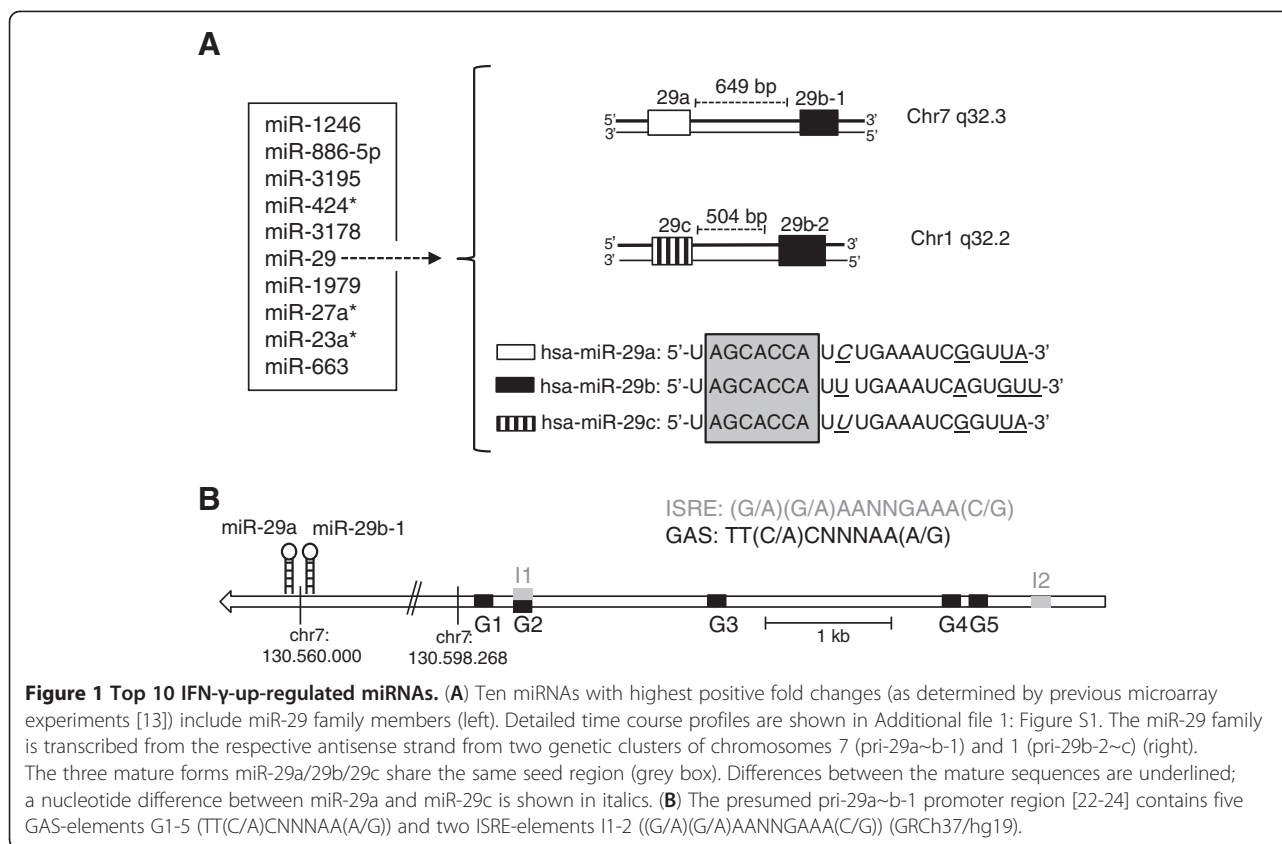 A
miR-1246
miR-886-5p
miR-3195
miR-424*
miR-3178
miR-29
miR-1979
miR-27a*
miR-23a*
miR-663
29a 649 bp 29b-1
5’ 3’
3’ 5’
Chr7 q32.3
29c 504 bp 29b-2
5’ 3’
3’ 5’
Chr1 q32.2
hsa-miR-29a: 5’-UAGCACCAUCUGAAAUCGGUUA-3’
hsa-miR-29b: 5’-UAGCACCAUUUGAAAUCAGUGUU-3’
hsa-miR-29c: 5’-UAGCACCAUUUGAAAUCGGUUA-3’
B
ISRE: (G/A)(G/A)AANNGAAA(C/G)
GAS: TT(C/A)CNNNAA(A/G)
miR-29a miR-29b-1
I1 I2
G1 G2 G3 G4 G5
1 kb
chr7:
130.560.000
chr7:
130.598.268
Figure 1 Top 10 IFN-γ-up-regulated miRNAs. (A) Ten miRNAs with highest positive fold changes (as determined by previous microarray
experiments [13]) include miR-29 family members (left). Detailed time course profiles are shown in Additional file 1: Figure S1. The miR-29 family
is transcribed from the respective antisense strand from two genetic clusters of chromosomes 7 (pri-29a~b-1) and 1 (pri-29b-2~c) (right).
The three mature forms miR-29a/29b/29c share the same seed region (grey box). Differences between the mature sequences are underlined;
a nucleotide difference between miR-29a and miR-29c is shown in italics. (B) The presumed pri-29a~b-1 promoter region [22-24] contains five
GAS-elements G1-5 (TT(C/A)CNNNAA(A/G)) and two ISRE-elements I1-2 ((G/A)(G/A)AANNGAAA(C/G)) (GRCh37/hg19).